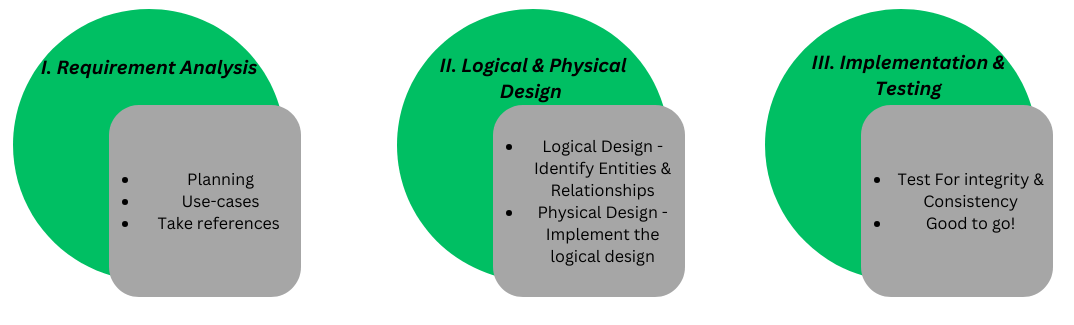 I. Requirement Analysis
Planning
Use-cases
Take references
II. Logical & Physical
Design
Logical Design -
Identify Entities &
Relationships
Physical Design -
Implement the
logical design
III. Implementation &
Testing
Test For integrity &
Consistency
Good to go!